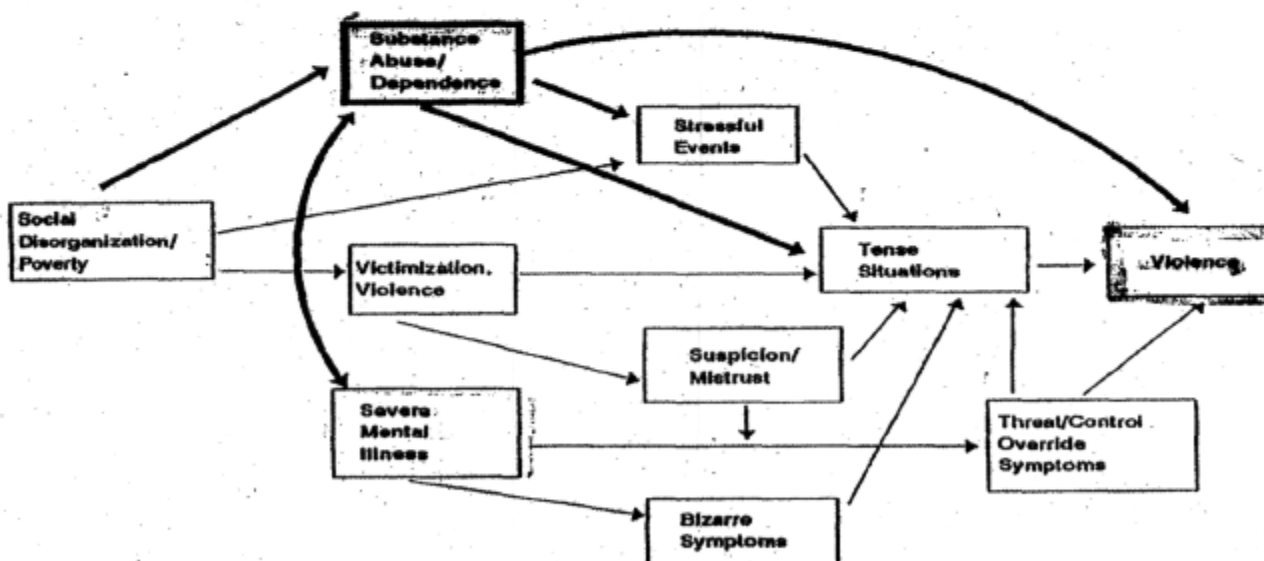 Substance
Abuse/
Dependence
Stressful
Events
Social
Disorganization/
Poverty
Victimization,
Violence
Tense
Situations
Violence
Suspicion/
Mistrust
Severe
Mental
Illness
Threat/Control
Override
Symptoms
Bizarre
Symptoms